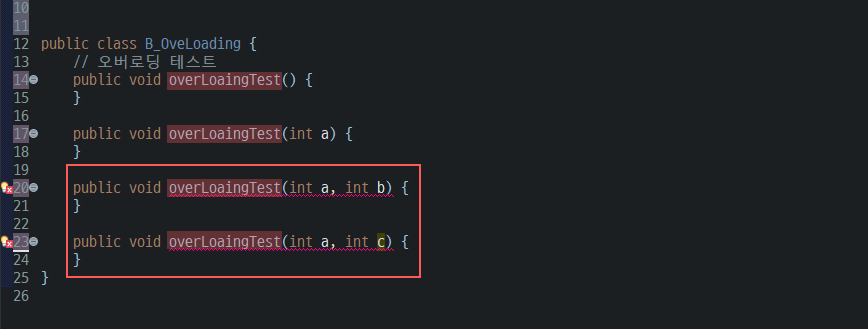 10
11
12 public class B_OveLoading {
13 // 오버로딩 테스트
14 public void overLoaingTest() {
15 }
16
17 public void overLoaingTest(int a) {
18 }
19
20 public void overLoaingTest(int a, int b) {
21 }
22
23 public void overLoaingTest(int a, int c) {
24 }
25 }
26